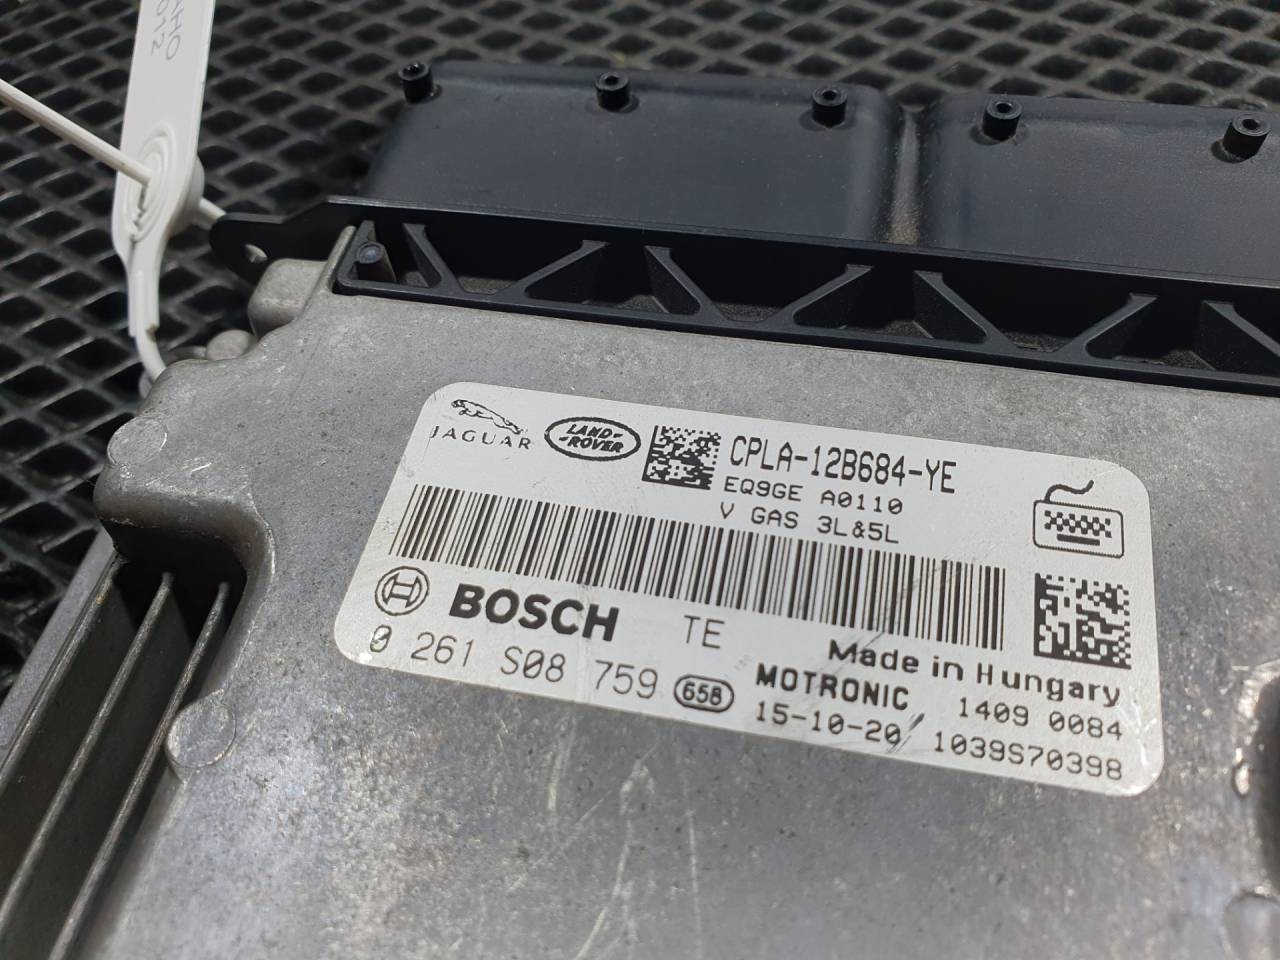 012
JAGUAR
LAND-
-ROVER
CPLA-12B684-YE
EQ9GE A0110
V GAS 3L&5L
BOSCH TE
Made in Hungary
0 261 S08 759 658 MOTRONIC 1409 0084
15-10-20 1039S70398